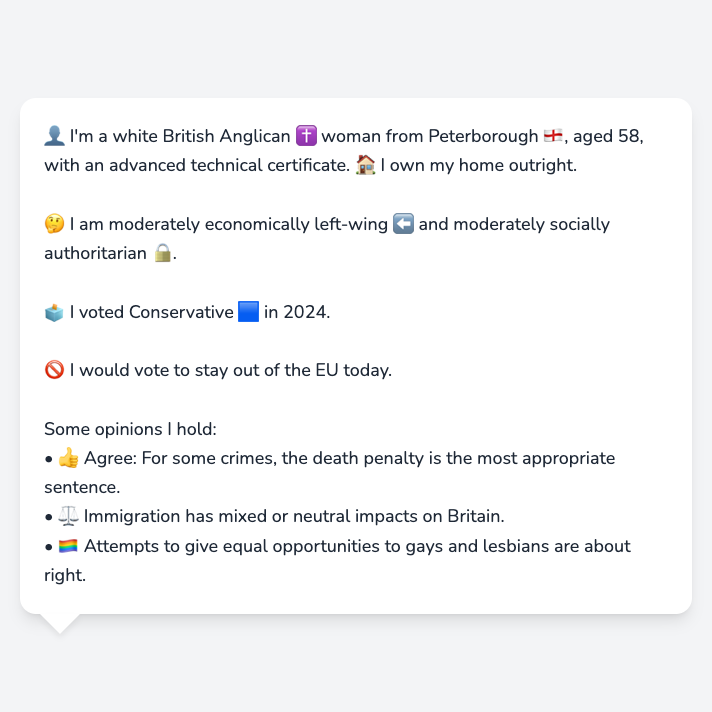 👤 I'm a white British Anglican ✝️ woman from Peterborough 🏴󠁧󠁢󠁥󠁮󠁧󠁿, aged 58,
with an advanced technical certificate. 🏠 I own my home outright.
🤔 I am moderately economically left-wing ⬅️ and moderately socially
authoritarian 🔒.
🗳️ I voted Conservative 🟦 in 2024.
🚫 I would vote to stay out of the EU today.
Some opinions I hold:
• 👍 Agree: For some crimes, the death penalty is the most appropriate
sentence.
• ⚖️ Immigration has mixed or neutral impacts on Britain.
• 🏳️‍🌈 Attempts to give equal opportunities to gays and lesbians are about
right.